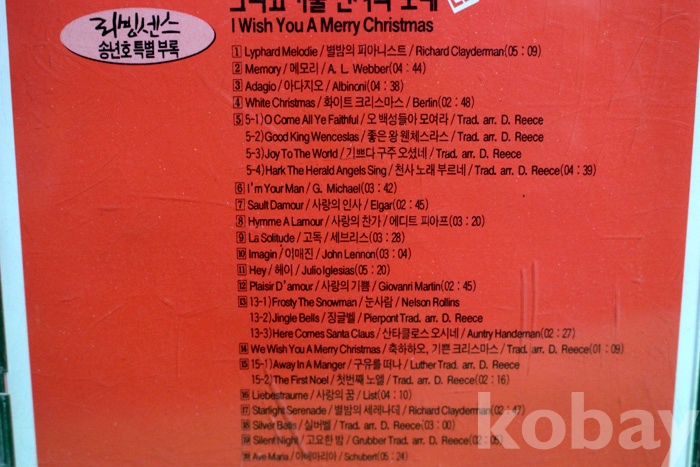 리빙센스
송년호 특별 부록
I Wish You A Merry Christmas
1 Lyphard Melodie / 별밤의 피아니스트 / Richard Clayderman(05 : 09)
2 Memory / 메모리 / A. L. Webber(04 : 44)
3 Adagio / 아다지오 / Albinoni(04 : 38)
4 White Christmas / 화이트 크리스마스 / Berlin(02 : 48)
5 5-1) O Come All Ye Faithful / 오 백성들아 모여라 / Trad. arr. D. Reece
5-2) Good King Wenceslas / 좋은 왕 웬체스라스 / Trad. arr. D. Reece
5-3) Joy To The World / 기쁘다 구주 오셨네 / Trad. arr. D. Reece
5-4) Hark The Herald Angels Sing / 천사 노래 부르네 / Trad. arr. D. Reece(04 : 39)
6 I'm Your Man / G. Michael(03 : 42)
7 Sault Damour / 사랑의 인사 / Elgar(02 : 45)
8 Hymme A Lamour / 사랑의 찬가 / 에디트 피아프(03 : 20)
9 La Solitude / 고독 / 세브리스(03 : 28)
10 Imagin / 이매진 / John Lennon(03 : 04)
11 Hey / 헤이 / Julio Iglesias(05 : 20)
12 Plaisir D'amour / 사랑의 기쁨 / Giovanri Martin(02 : 45)
13 13-1) Frosty The Snowman / 눈사람 / Nelson Rollins
13-2) Jingle Bells / 징글벨 / Pierpont Trad. arr. D. Reece
13-3) Here Comes Santa Claus / 산타클로스 오시네 / Auntry Handeman(02 : 27)
14 We Wish You A Merry Christmas / 축하하오, 기쁜 크리스마스 / Trad. arr. D. Reece(01 : 09)
15 15-1) Away In A Manger / 구유를 떠나 / Luther Trad. arr. D. Reece
15-2) The First Noel / 첫번째 노엘 / Trad. arr. D. Reece(02 : 16)
16 Liebestraume / 사랑의 꿈 / List(04 : 10)
17 Starlight Serenade / 별밤의 세레나데 / Richard Clayderman(02 : 47)
18 Silver Bells / 실버벨 / Trad. arr. D. Reece(03 : 00)
19 Silent Night / 고요한 밤 / Grubber Trad. arr. D. Reece(02 : 05)
20 Ave Maria / 아베마리아 / Schubert(05 : 24)
kobay